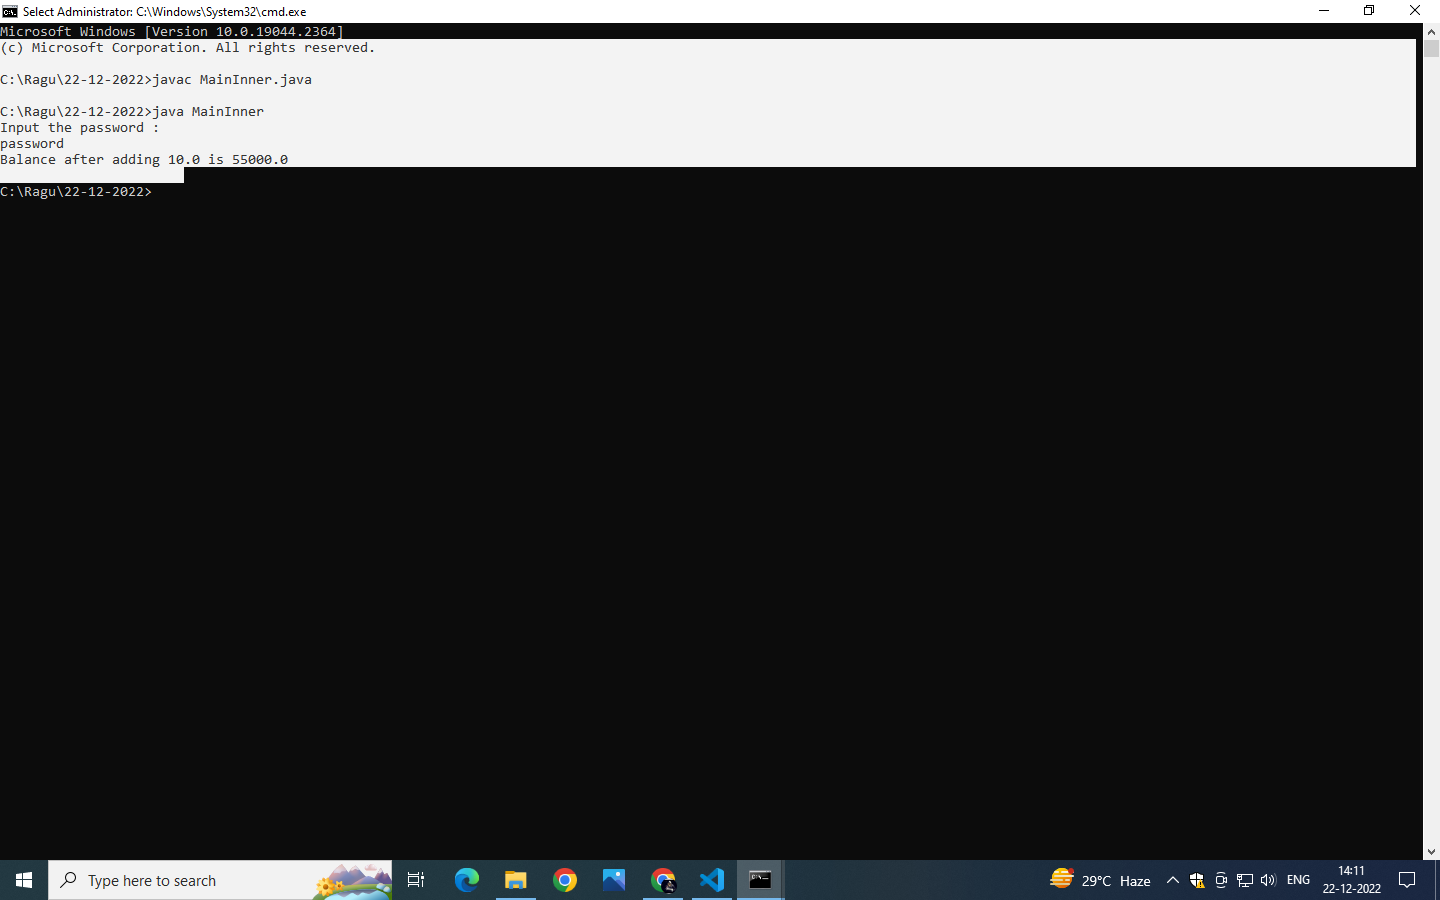 Select Administrator: C:\Windows\System32\cmd.exe
Microsoft Windows [Version 10.0.19044.2364]
(c) Microsoft Corporation. All rights reserved.
C:\Ragu\22-12-2022>javac MainInner.java
C:\Ragu\22-12-2022>java MainInner
Input the password :
password
Balance after adding 10.0 is 55000.0
C:\Ragu\22-12-2022>
Type here to search
29°C Haze
ENG
14:11
22-12-2022